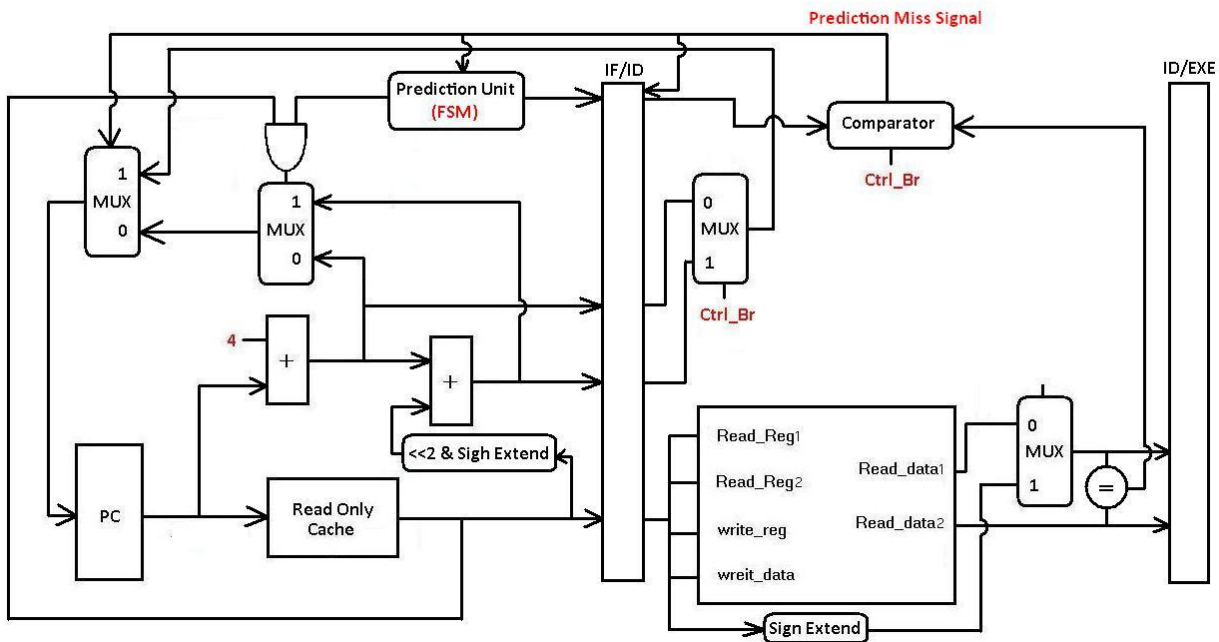 Prediction Miss Signal
IF/ID
ID/EXE
Prediction Unit
(FSM)
Comparator
Ctrl_Br
1
MUX
0
1
MUX
0
0
MUX
1
Ctrl_Br
4
+
+
<<2 & Sigh Extend
PC
Read Only
Cache
Read_Reg1
Read_Reg2
write_reg
wreit_data
Read_data1
Read_data2
0
MUX
1
=
Sign Extend